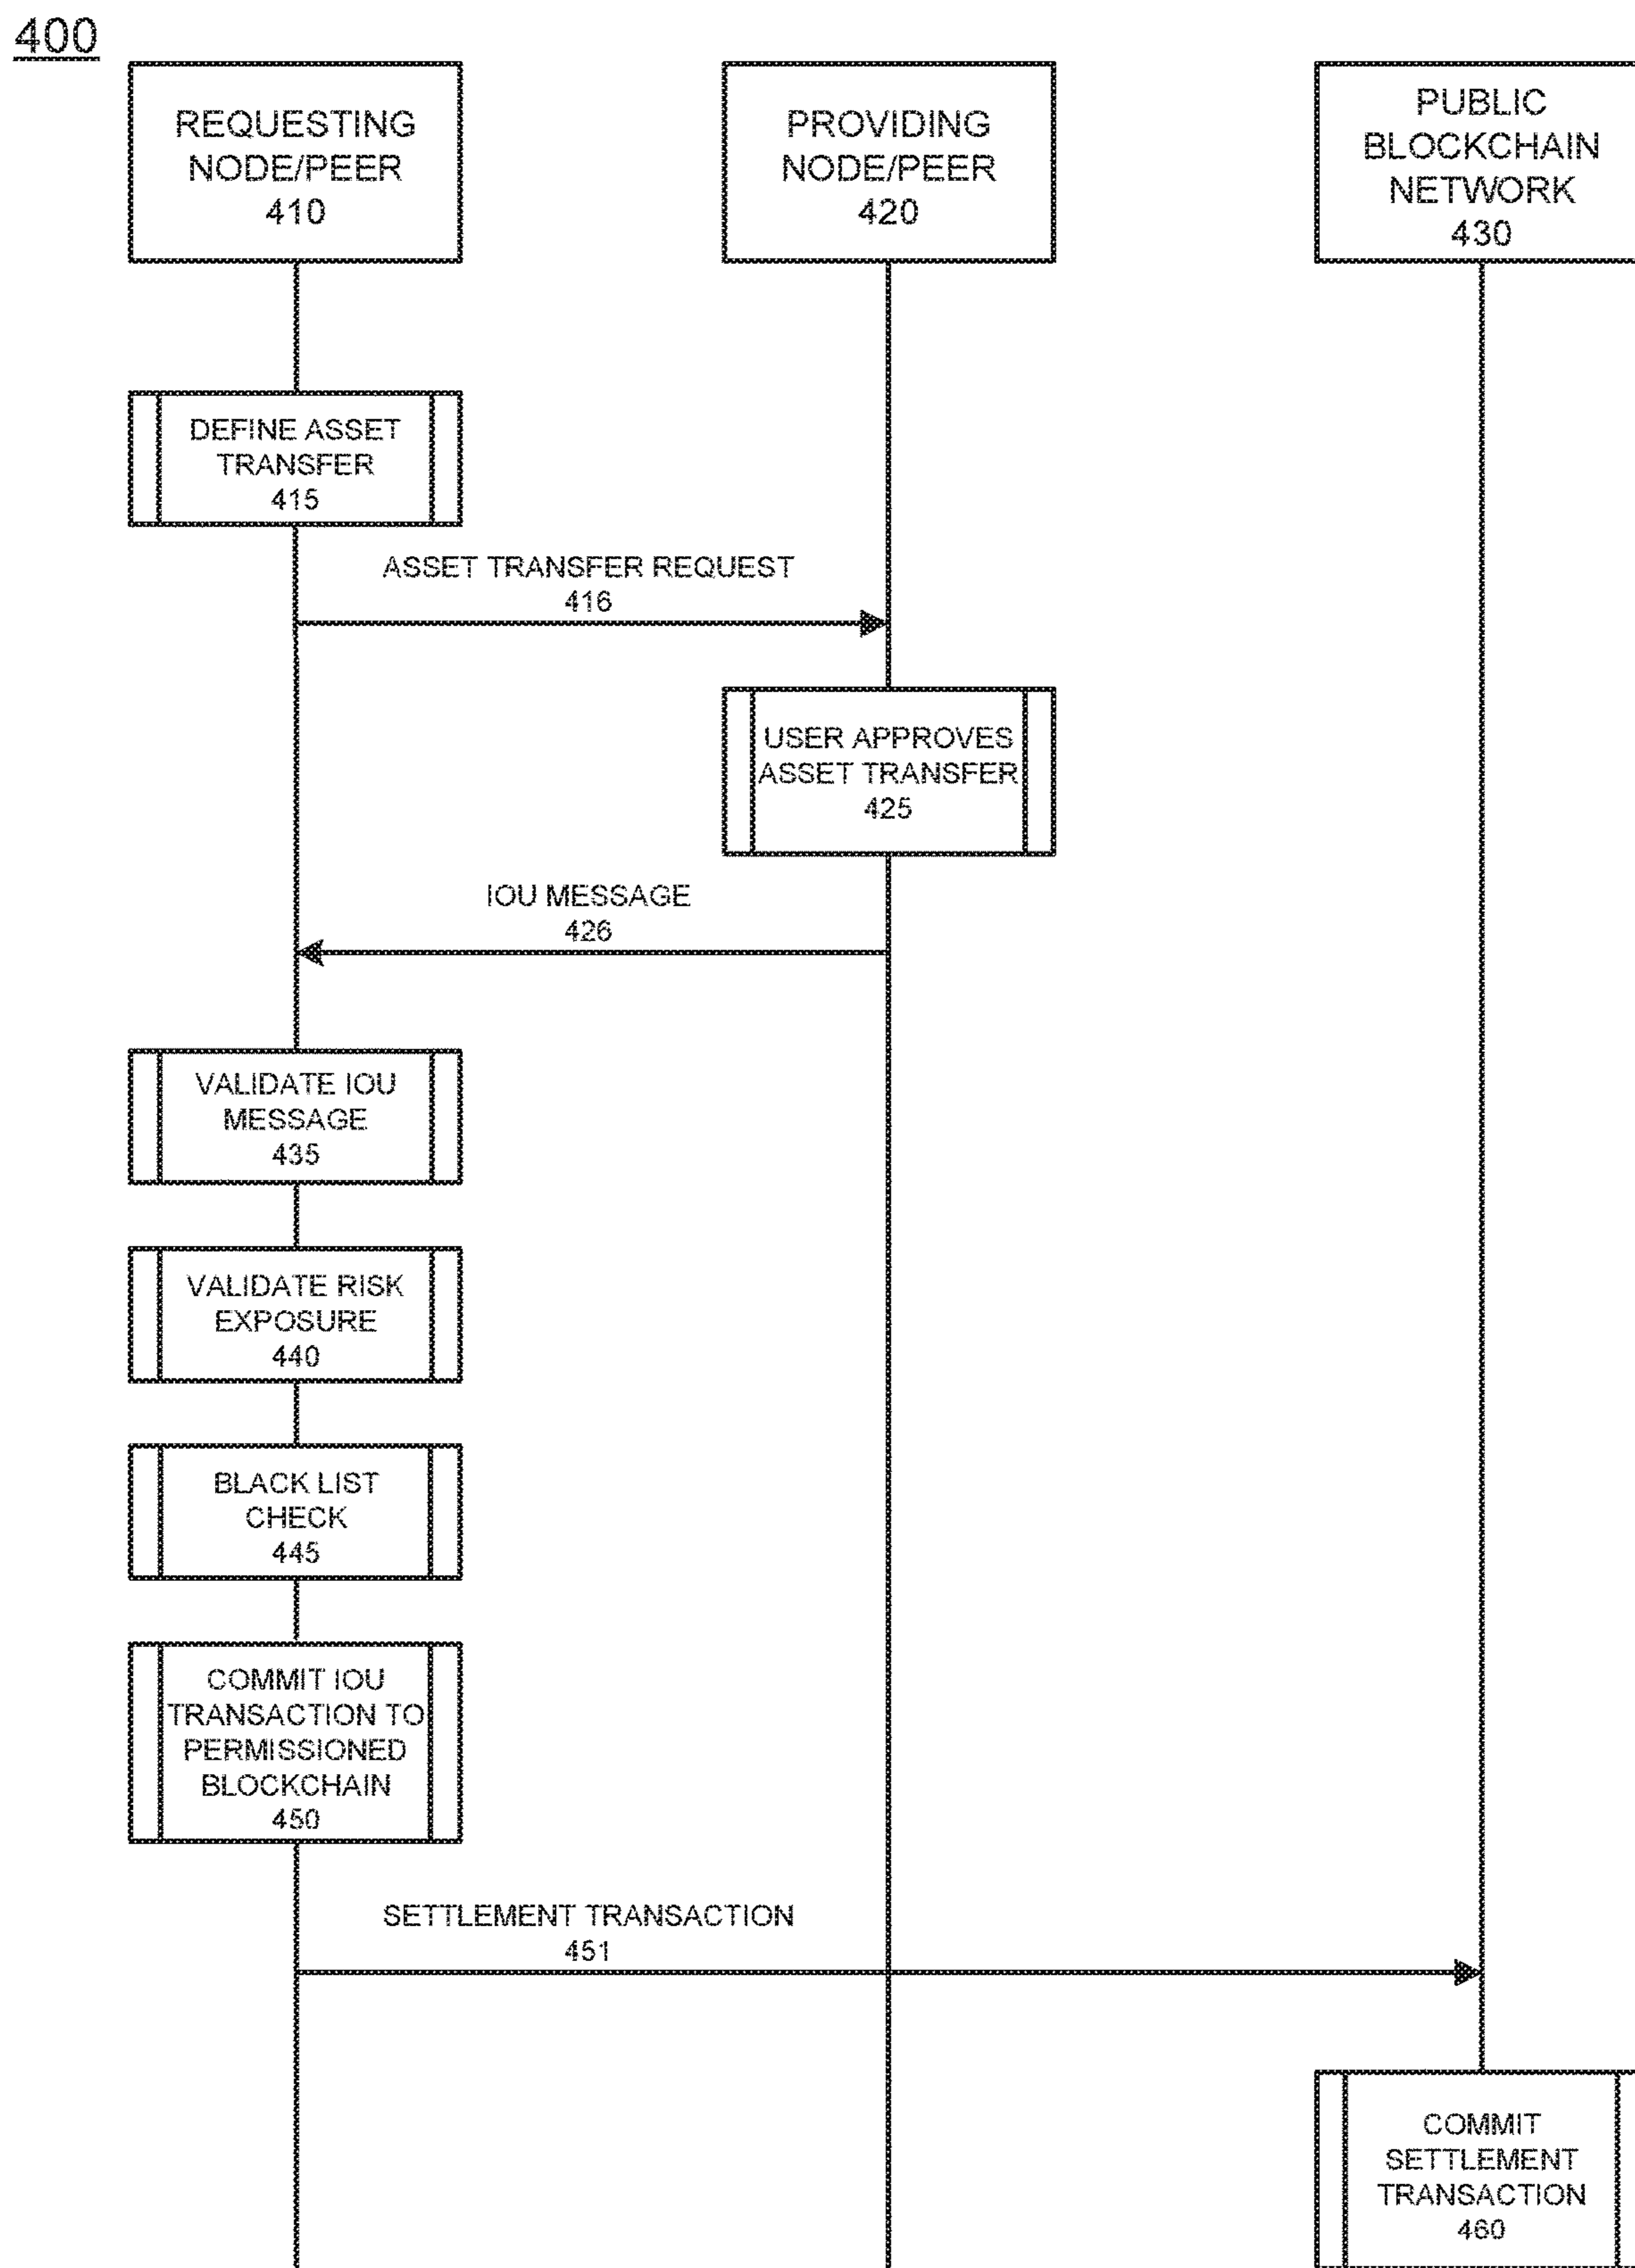 400
REQUESTING
NODE/PEER
410
PROVIDING
NODE/PEER
420
PUBLIC
BLOCKCHAIN
NETWORK
430
DEFINE ASSET
TRANSFER
415
ASSET TRANSFER REQUEST
416
USER APPROVES
ASSET TRANSFER
425
IOU MESSAGE
426
VALIDATE IOU
MESSAGE
435
VALIDATE RISK
EXPOSURE
440
BLACK LIST
CHECK
445
COMMIT IOU
TRANSACTION TO
PERMISSIONED
BLOCKCHAIN
450
SETTLEMENT TRANSACTION
451
COMMIT
SETTLEMENT
TRANSACTION
460